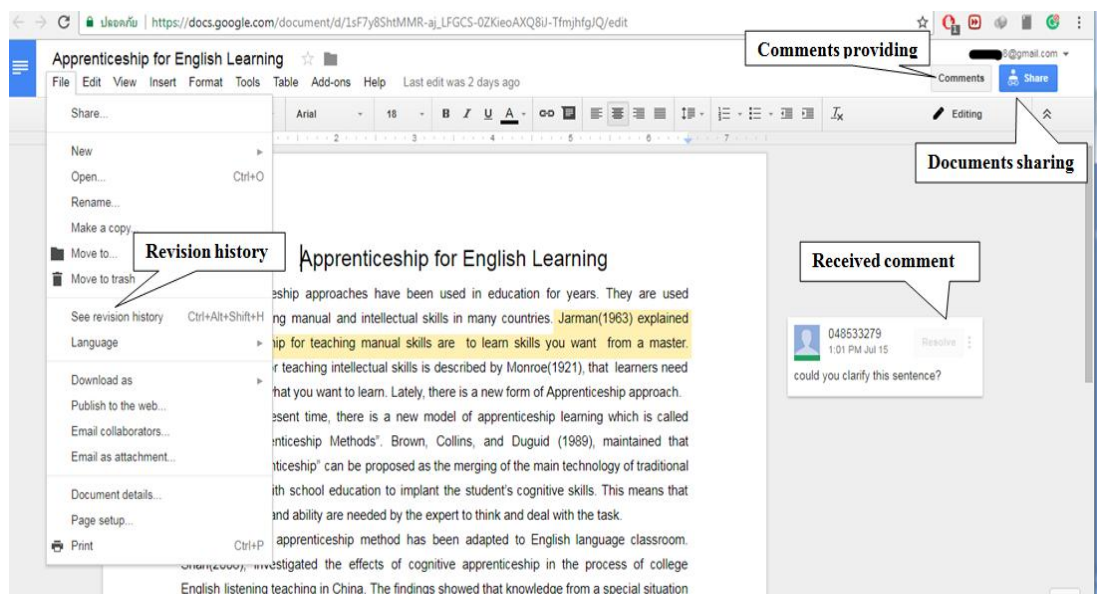 ปลอดภัย | https://docs.google.com/document/d/1sF7y8ShtMMR-aj_LFGCS-0ZKieoAXQ8iJ-TfmjhfgJQ/edit
Apprenticeship for English Learning
Comments providing
8@gmail.com
File Edit View Insert Format Tools Table Add-ons Help Last edit was 2 days ago
Comments
Share
Arial 18 B I U A
Editing
2 3 4 5 6 7
Documents sharing
Share...
New
Open... Ctrl+O
Rename...
Make a copy...
Move to...
Revision history
Move to trash
See revision history Ctrl+Alt+Shift+H
Language
Download as
Publish to the web...
Email collaborators...
Email as attachment...
Document details...
Page setup...
Print Ctrl+P
Apprenticeship for English Learning
eship approaches have been used in education for years. They are used
ng manual and intellectual skills in many countries. Jarman(1963) explained
ip for teaching manual skills are to learn skills you want from a master.
r teaching intellectual skills is described by Monroe(1921), that learners need
hat you want to learn. Lately, there is a new form of Apprenticeship approach.
esent time, there is a new model of apprenticeship learning which is called
enticeship Methods". Brown, Collins, and Duguid (1989), maintained that
nticeship" can be proposed as the merging of the main technology of traditional
ith school education to implant the student's cognitive skills. This means that
and ability are needed by the expert to think and deal with the task.
apprenticeship method has been adapted to English language classroom.
investigated the effects of cognitive apprenticeship in the process of college
English listening teaching in China. The findings showed that knowledge from a special situation
Received comment
048533279
1:01 PM Jul 15
Resolve
could you clarify this sentence?